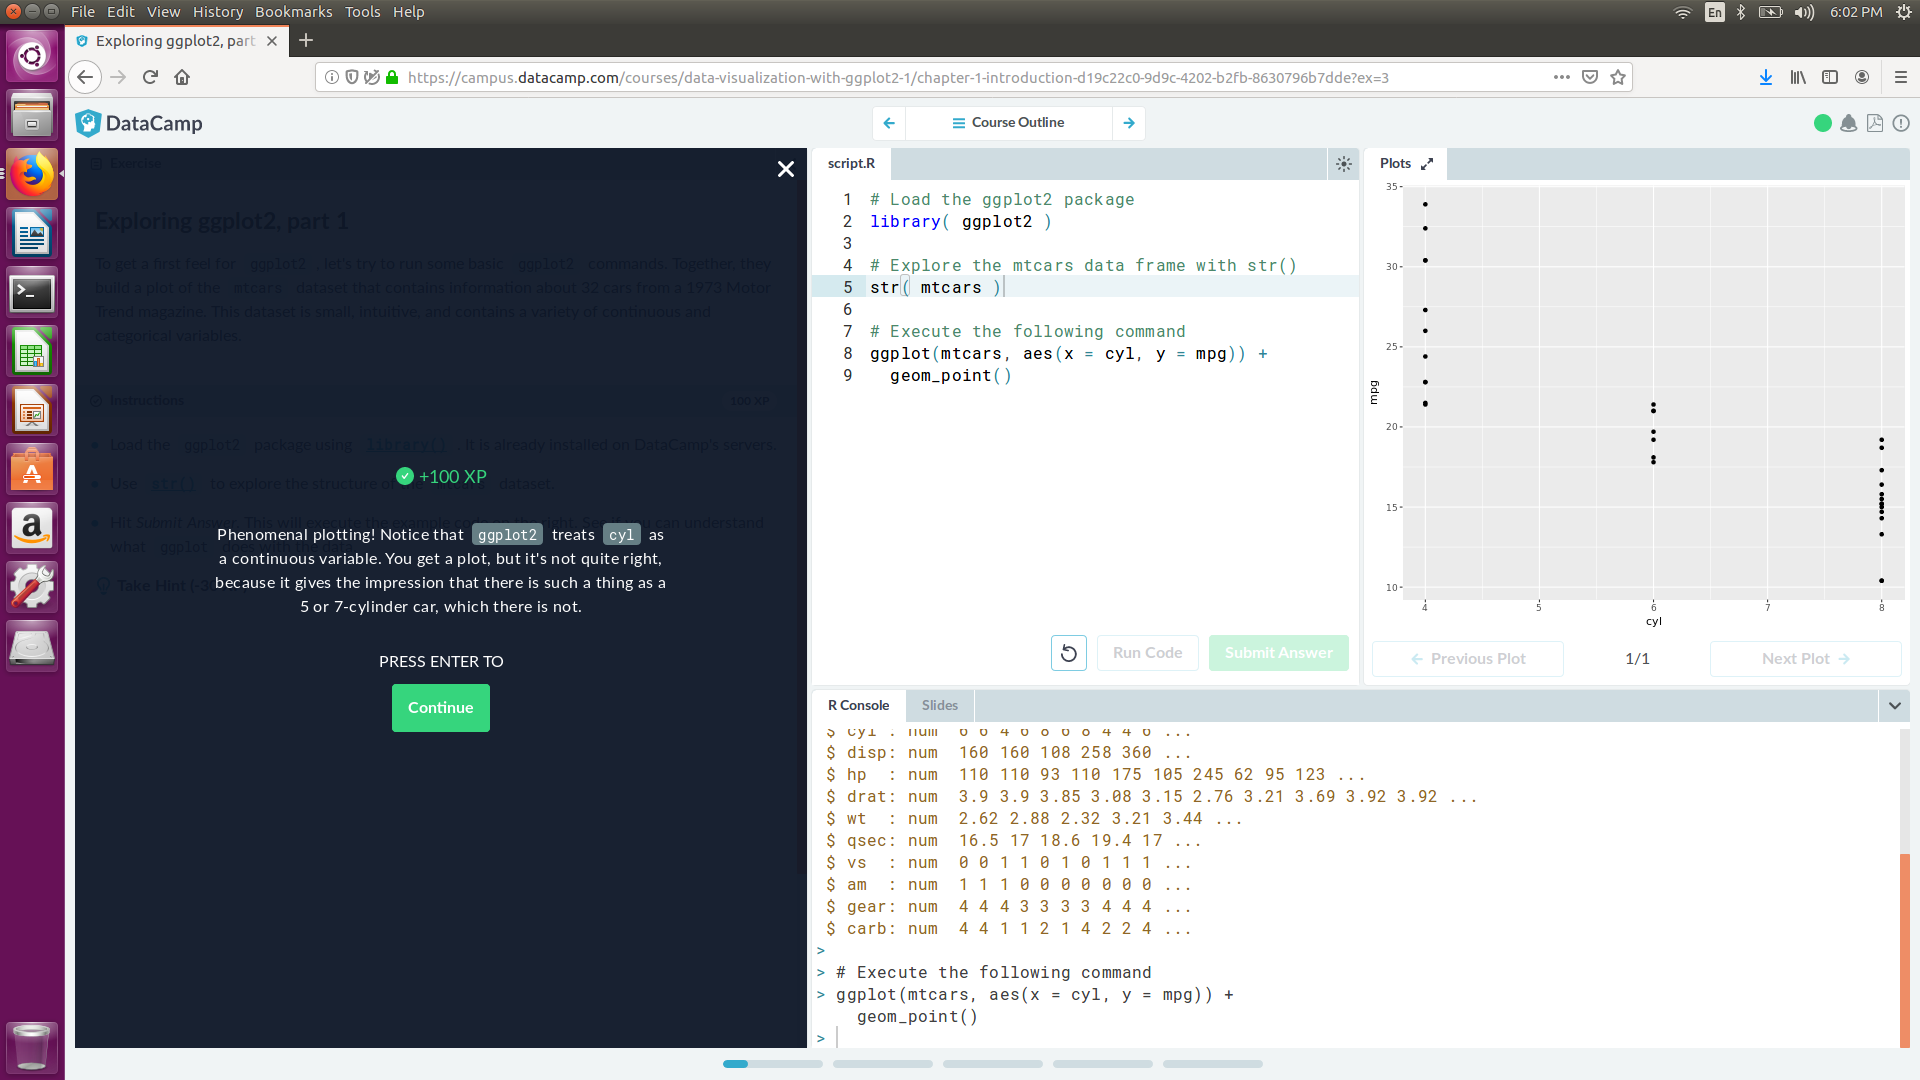 File Edit View History Bookmarks Tools Help
En
6:02 PM
Exploring ggplot2, part
https://campus.datacamp.com/courses/data-visualization-with-ggplot2-1/chapter-1-introduction-d19c22c0-9d9c-4202-b2fb-8630796b7dde?ex=3
DataCamp
Course Outline
Exercise
Exploring ggplot2, part 1
To get a first feel for ggplot2 , let's try to run some basic ggplot2 commands. Together, they
build a plot of the mtcars dataset that contains information about 32 cars from a 1973 Motor
Trend magazine. This dataset is small, intuitive, and contains a variety of continuous and
categorical variables.
Instructions
100 XP
Load the ggplot2 package using library() . It is already installed on DataCamp's servers.
Use str() to explore the structure of the dataset
Hit Submit Answer. This will execute the example code on the right. See if you can understand
what ggplot does with the data.
Take Hint (-30
+100 XP
Phenomenal plotting! Notice that ggplot2 treats cyl as
a continuous variable. You get a plot, but it's not quite right,
because it gives the impression that there is such a thing as a
5 or 7-cylinder car, which there is not.
PRESS ENTER TO
Continue
script.R
1 # Load the ggplot2 package
2 library( ggplot2 )
3
4 # Explore the mtcars data frame with str()
5 str( mtcars )
6
7 # Execute the following command
8 ggplot(mtcars, aes(x = cyl, y = mpg)) +
9 geom_point()
Run Code
Submit Answer
Plots
35
30
25
20
15
10
mpg
4 5 6 7 8
cyl
Previous Plot
1/1
Next Plot
R Console
Slides
$ cyl : num 6 6 4 6 8 6 8 4 4 6 ...
$ disp: num 160 160 108 258 360 ...
$ hp : num 110 110 93 110 175 105 245 62 95 123 ...
$ drat: num 3.9 3.9 3.85 3.08 3.15 2.76 3.21 3.69 3.92 3.92 ...
$ wt : num 2.62 2.88 2.32 3.21 3.44 ...
$ qsec: num 16.5 17 18.6 19.4 17 ...
$ vs : num 0 0 1 1 0 1 0 1 1 1 ...
$ am : num 1 1 1 0 0 0 0 0 0 0 ...
$ gear: num 4 4 4 3 3 3 3 4 4 4 ...
$ carb: num 4 4 1 1 2 1 4 2 2 4 ...
>
> # Execute the following command
> ggplot(mtcars, aes(x = cyl, y = mpg)) +
geom_point()
>